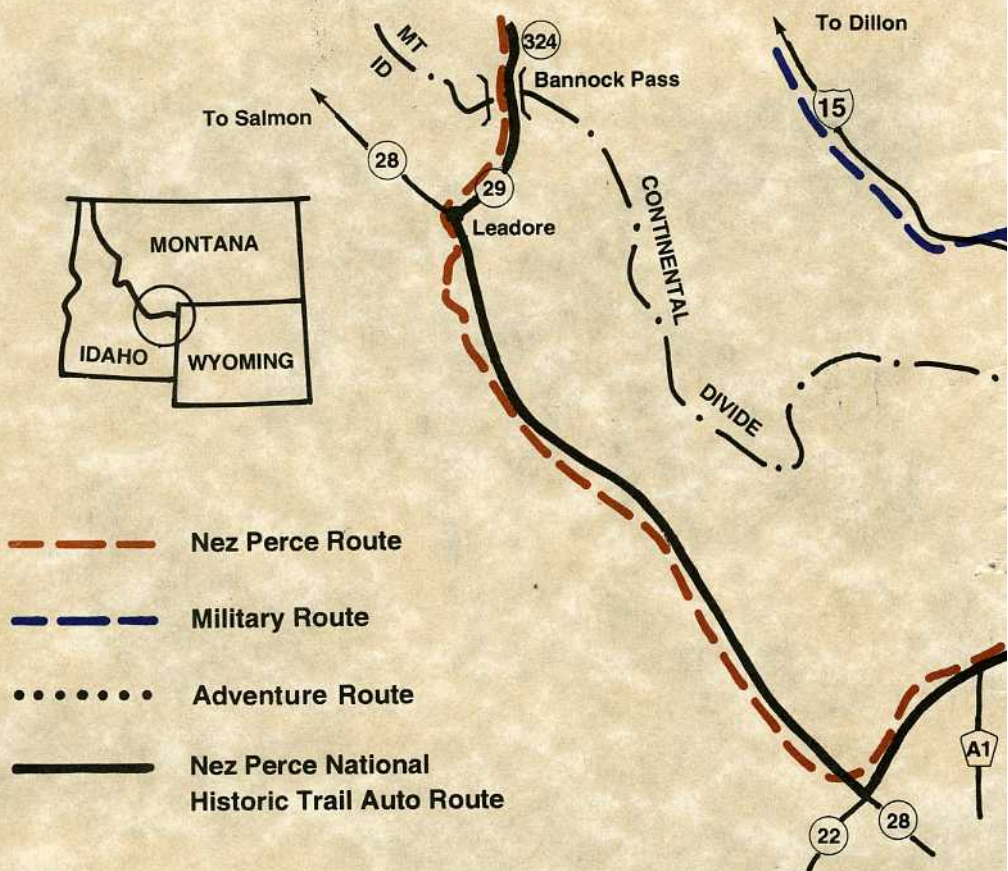 To Dillon
MT
ID
324
Bannock Pass
15
To Salmon
28
29
Leadore
CONTINENTAL
DIVIDE
MONTANA
IDAHO
WYOMING
Nez Perce Route
Military Route
Adventure Route
Nez Perce National
Historic Trail Auto Route
A1
22
28